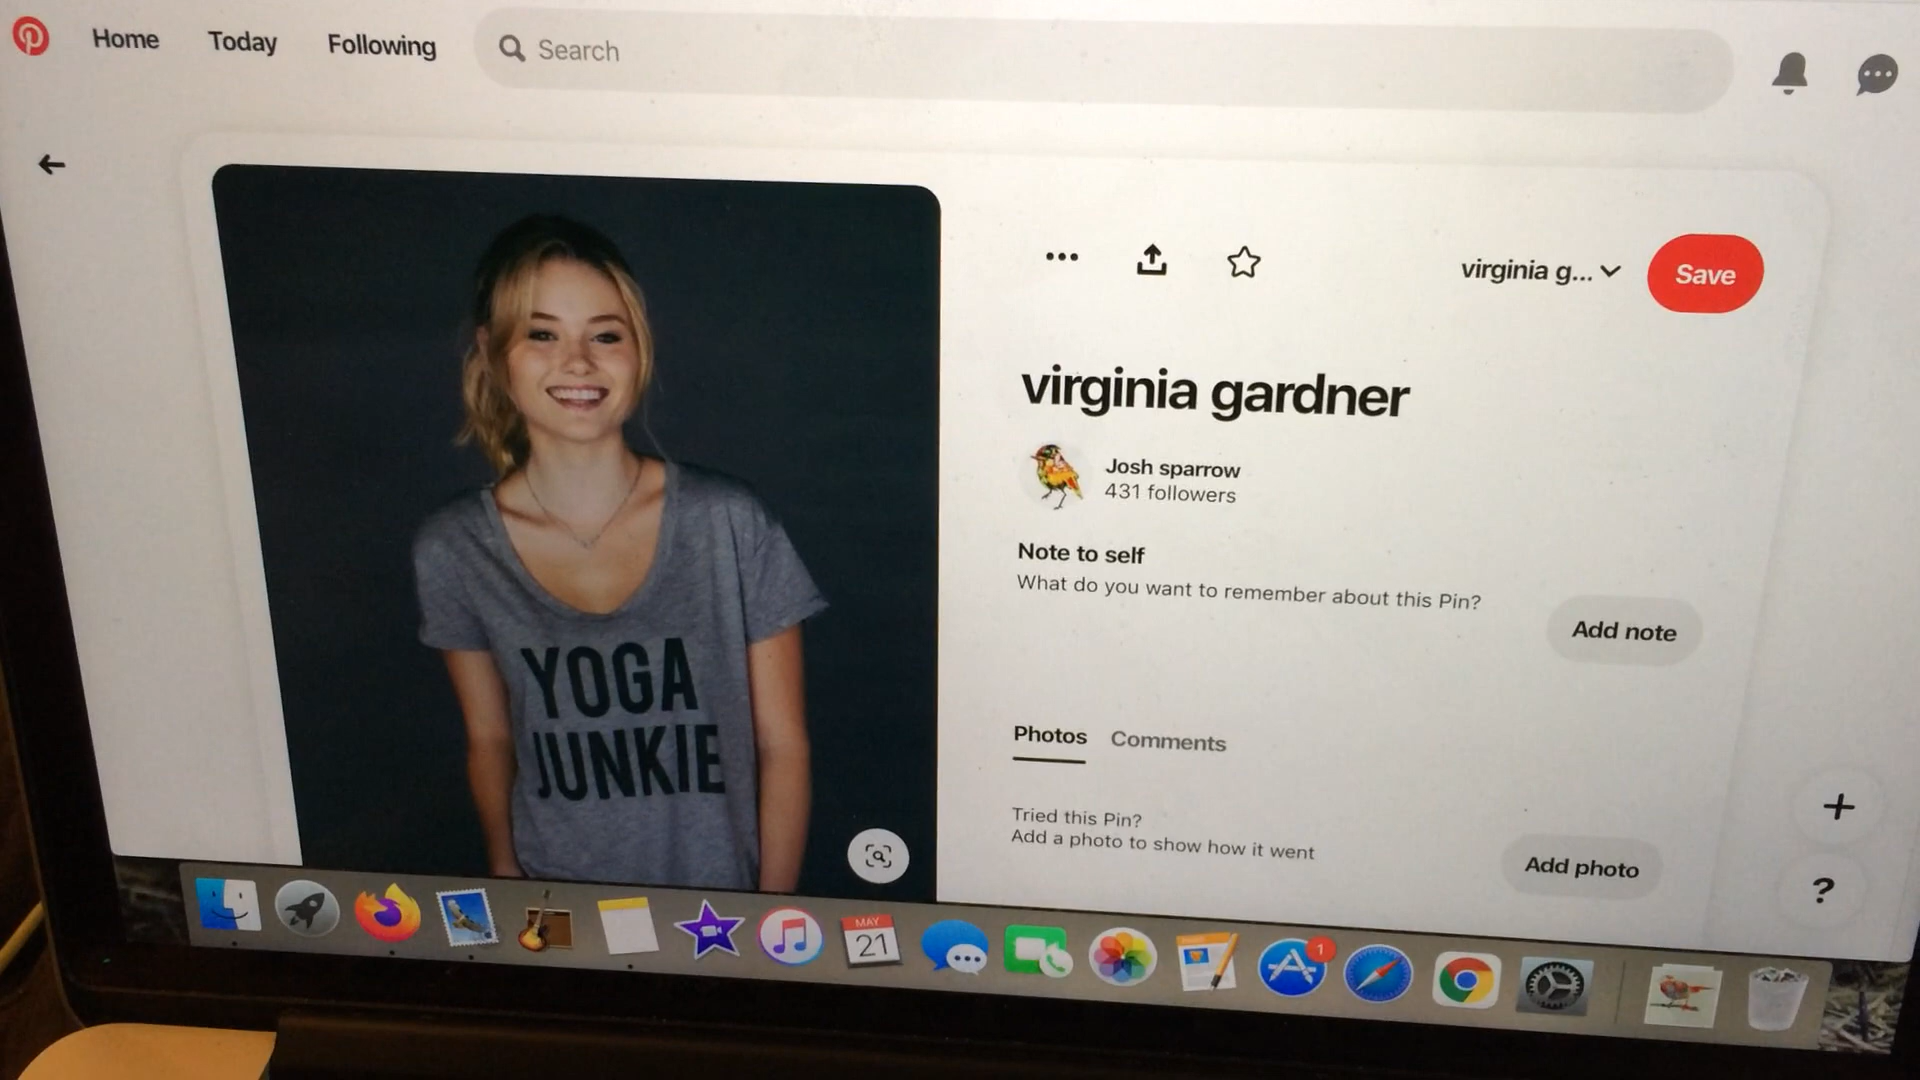 Home Today Following Search
virginia g... Save
virginia gardner
Josh sparrow
431 followers
Note to self
What do you want to remember about this Pin?
Add note
YOGA
JUNKIE
Photos Comments
Tried this Pin?
Add a photo to show how it went
Add photo
?
MAY
21
1